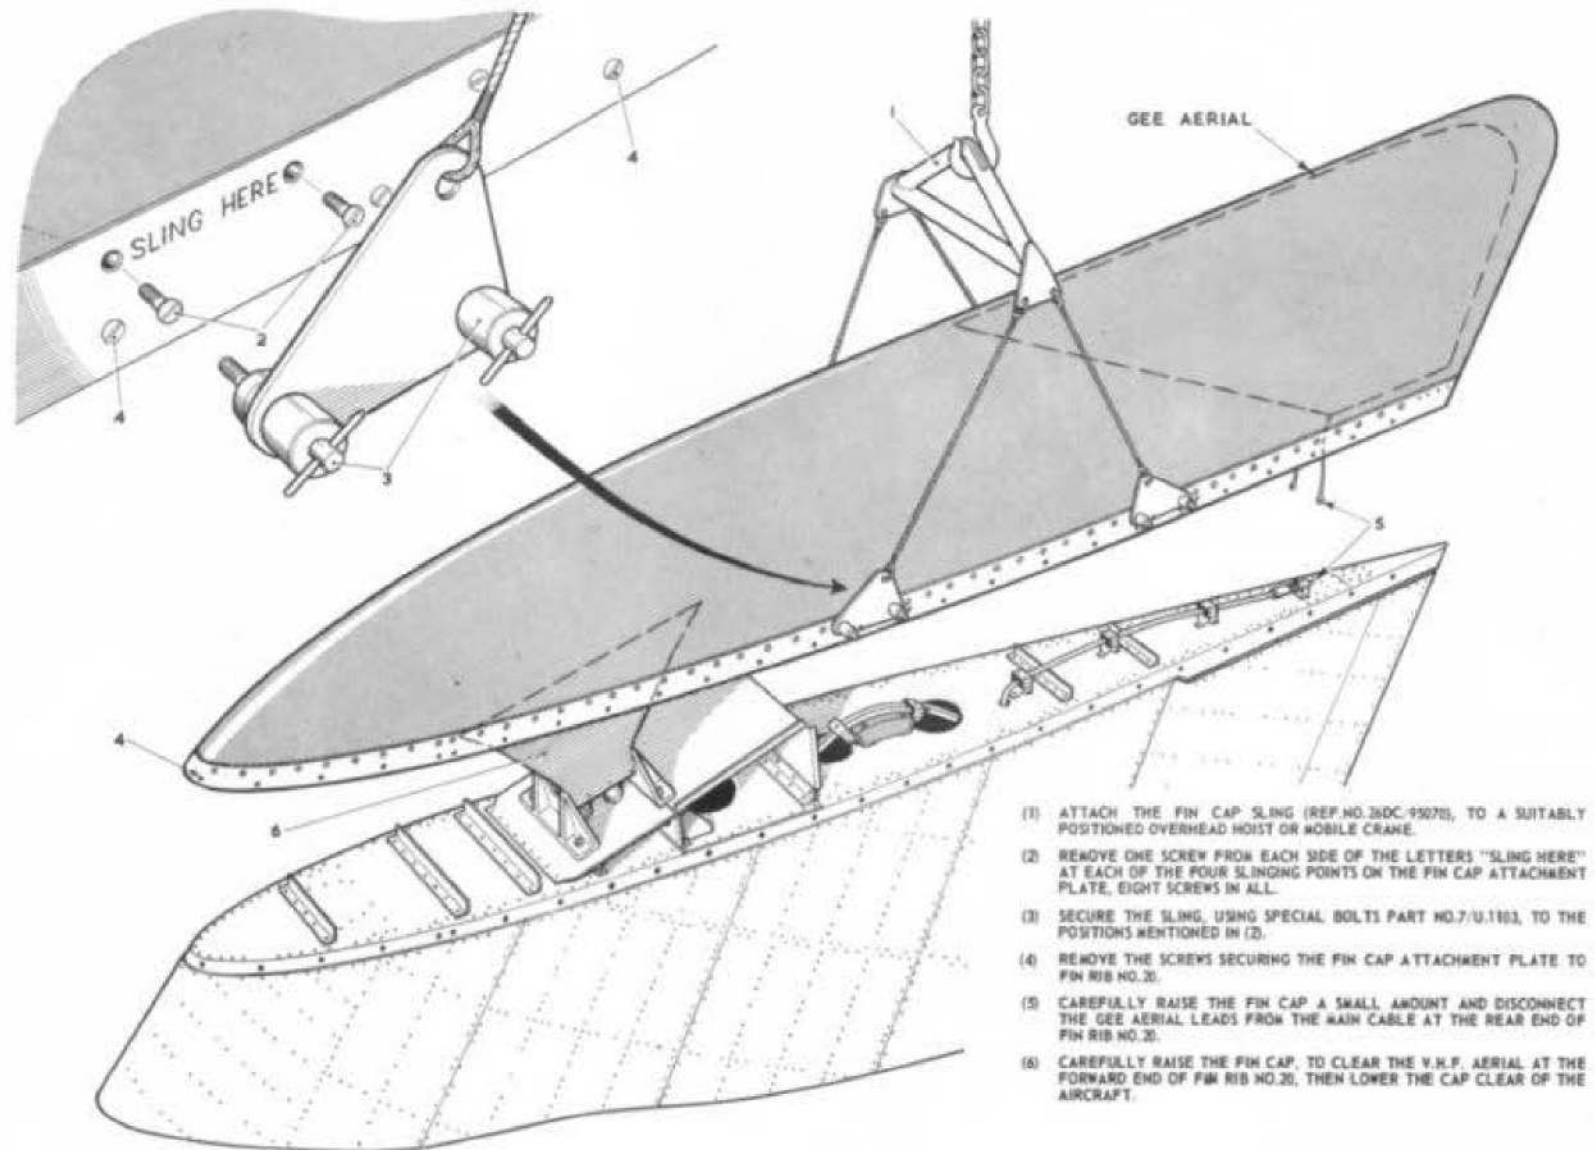 GEE AERIAL
1
4
SLING HERE
2
4
3
5
4
6
(1) ATTACH THE FIN CAP SLING (REF.NO.26DC/95070), TO A SUITABLY
POSITIONED OVERHEAD HOIST OR MOBILE CRANE.
(2) REMOVE ONE SCREW FROM EACH SIDE OF THE LETTERS "SLING HERE"
AT EACH OF THE FOUR SLINGING POINTS ON THE FIN CAP ATTACHMENT
PLATE, EIGHT SCREWS IN ALL.
(3) SECURE THE SLING, USING SPECIAL BOLTS PART NO.7/U.1103, TO THE
POSITIONS MENTIONED IN (2).
(4) REMOVE THE SCREWS SECURING THE FIN CAP ATTACHMENT PLATE TO
FIN RIB NO.20.
(5) CAREFULLY RAISE THE FIN CAP A SMALL AMOUNT AND DISCONNECT
THE GEE AERIAL LEADS FROM THE MAIN CABLE AT THE REAR END OF
FIN RIB NO.20.
(6) CAREFULLY RAISE THE FIN CAP, TO CLEAR THE V.H.F. AERIAL AT THE
FORWARD END OF FIN RIB NO.20, THEN LOWER THE CAP CLEAR OF THE
AIRCRAFT.